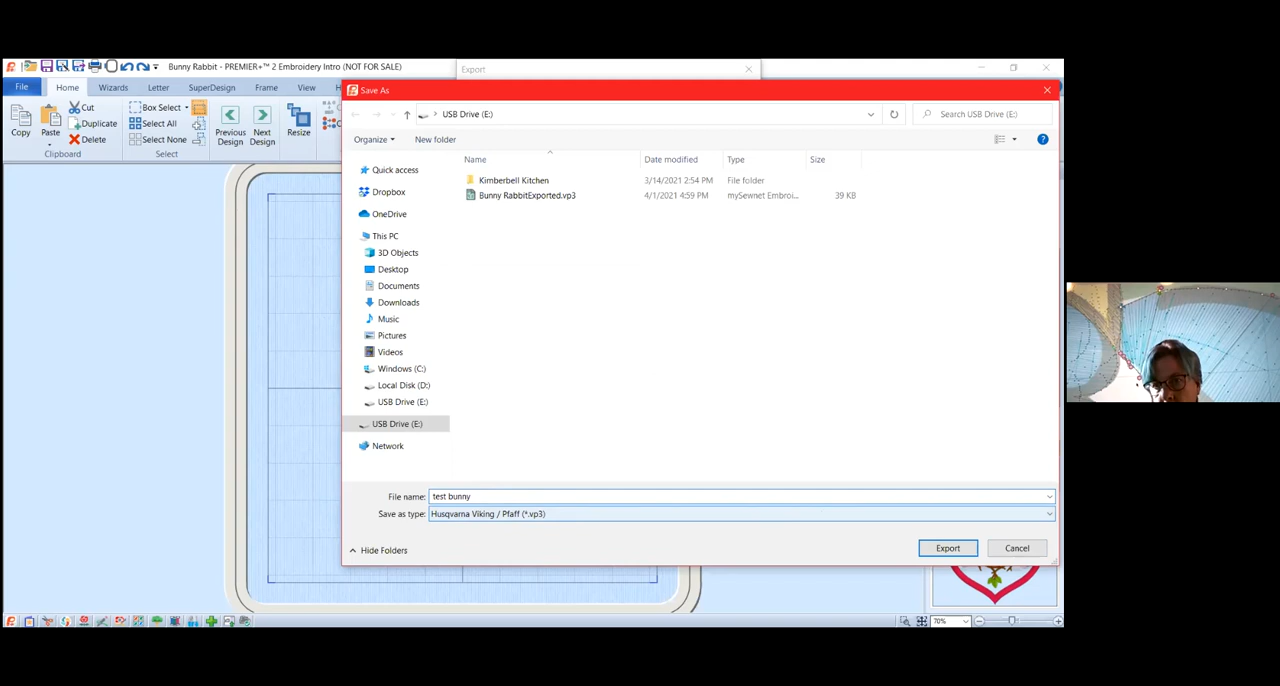 Bunny Rabbit - PREMIER+™ 2 Embroidery Intro (NOT FOR SALE)
Export
File Home Wizards Letter SuperDesign Frame View
Save As
Copy Paste Cut Duplicate Delete
Box Select Select All Select None
Previous Design Next Design Resize
Clipboard Select
USB Drive (E:)
Search USB Drive (E:)
Organize New folder
Name Date modified Type Size
Kimberbell Kitchen 3/14/2021 2:54 PM File folder
Bunny RabbitExported.vp3 4/1/2021 4:59 PM mySewnet Embroi... 39 KB
Quick access
Dropbox
OneDrive
This PC
3D Objects
Desktop
Documents
Downloads
Music
Pictures
Videos
Windows (C:)
Local Disk (D:)
USB Drive (E:)
USB Drive (E:)
Network
File name: test bunny
Save as type: Husqvarna Viking / Pfaff (*.vp3)
Hide Folders Export Cancel
70%